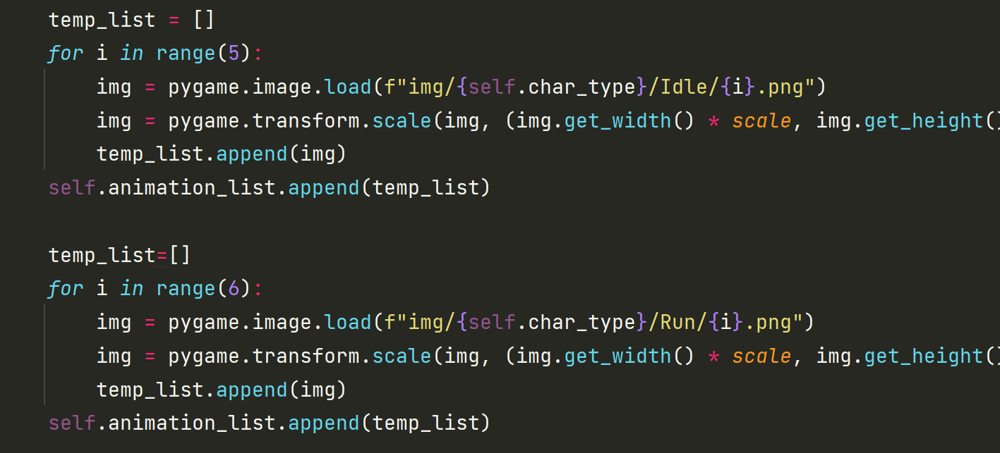 temp_list = []
for i in range(5):
    img = pygame.image.load(f"img/{self.char_type}/Idle/{i}.png")
    img = pygame.transform.scale(img, (img.get_width() * scale, img.get_height()
    temp_list.append(img)
self.animation_list.append(temp_list)

temp_list=[]
for i in range(6):
    img = pygame.image.load(f"img/{self.char_type}/Run/{i}.png")
    img = pygame.transform.scale(img, (img.get_width() * scale, img.get_height()
    temp_list.append(img)
self.animation_list.append(temp_list)